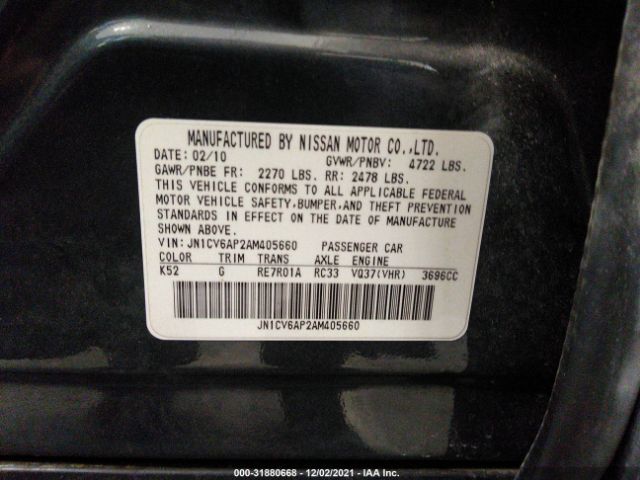 MANUFACTURED BY NISSAN MOTOR CO.,LTD.
DATE: 02/10 GVWR/PNBV: 4722 LBS.
GAWR/PNBE FR: 2270 LBS. RR: 2478 LBS.
THIS VEHICLE CONFORMS TO ALL APPLICABLE FEDERAL
MOTOR VEHICLE SAFETY,BUMPER,AND THEFT PREVENTION
STANDARDS IN EFFECT ON THE DATE OF MANUFACTURE
SHOWN ABOVE.
VIN: JN1CV6AP2AM405660 PASSENGER CAR
COLOR TRIM TRANS AXLE ENGINE
K52 G RE7R01A RC33 VQ37(VHR) 3696CC
JN1CV6AP2AM405660
000-31880668 - 12/02/2021 - IAA Inc.